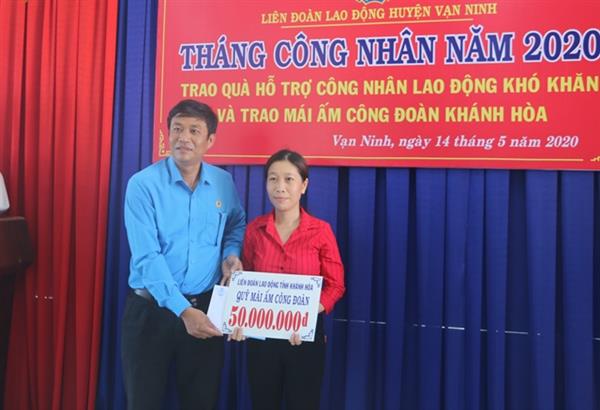 LIÊN ĐOÀN LAO ĐỘNG HUYỆN VẠN NINH
THÁNG CÔNG NHÂN NĂM 2020
TRAO QUÀ HỖ TRỢ CÔNG NHÂN LAO ĐỘNG KHÓ KHĂN
VÀ TRAO MÁI ẤM CÔNG ĐOÀN KHÁNH HÒA
Vạn Ninh, ngày 14 tháng 5 năm 2020
LIÊN ĐOÀN LAO ĐỘNG TỈNH KHÁNH HÒA
QUỸ MÁI ẤM CÔNG ĐOÀN
50.000.000đ